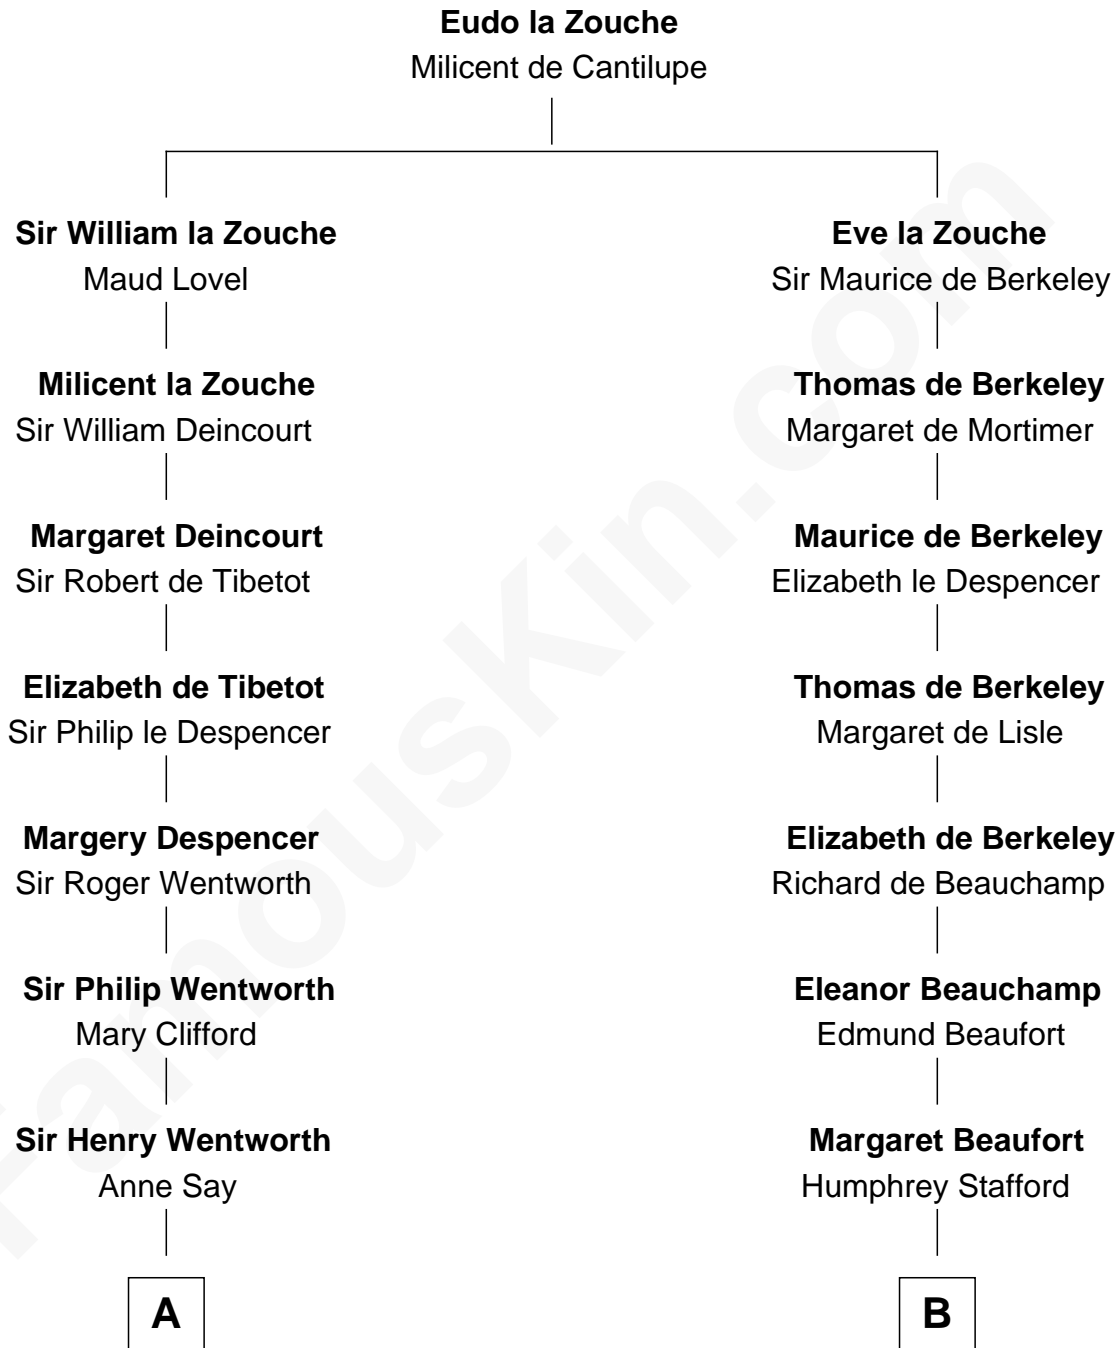 Eudo la Zouche
Milicent de Cantilupe
Sir William la Zouche
Maud Lovel
Milicent la Zouche
Sir William Deincourt
Margaret Deincourt
Sir Robert de Tibetot
Elizabeth de Tibetot
Sir Philip le Despencer
Margery Despencer
Sir Roger Wentworth
Sir Philip Wentworth
Mary Clifford
Sir Henry Wentworth
Anne Say
A
Eve la Zouche
Sir Maurice de Berkeley
Thomas de Berkeley
Margaret de Mortimer
Maurice de Berkeley
Elizabeth le Despencer
Thomas de Berkeley
Margaret de Lisle
Elizabeth de Berkeley
Richard de Beauchamp
Eleanor Beauchamp
Edmund Beaufort
Margaret Beaufort
Humphrey Stafford
B
FamousKin.com